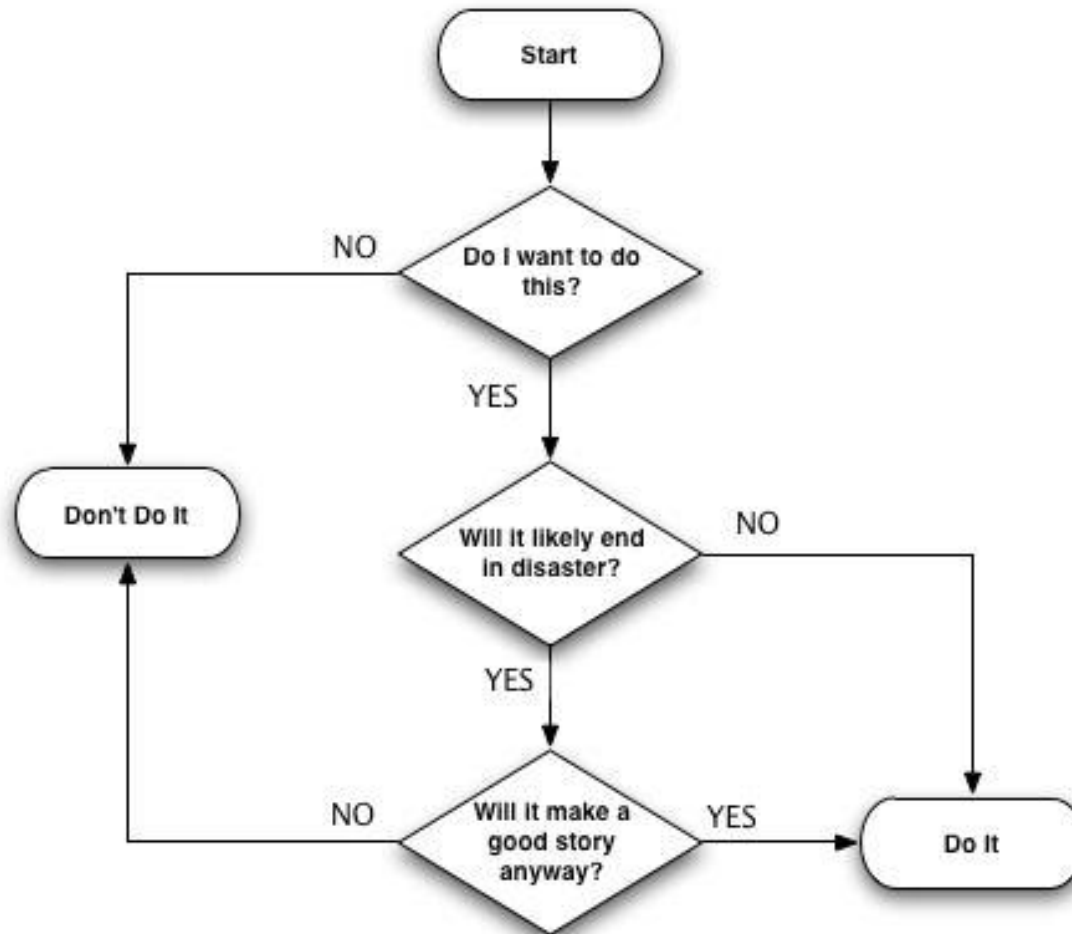 Start
NO
Do I want to do
this?
YES
Don't Do It
Will it likely end
in disaster?
NO
YES
NO
Will it make a
good story
anyway?
YES
Do It